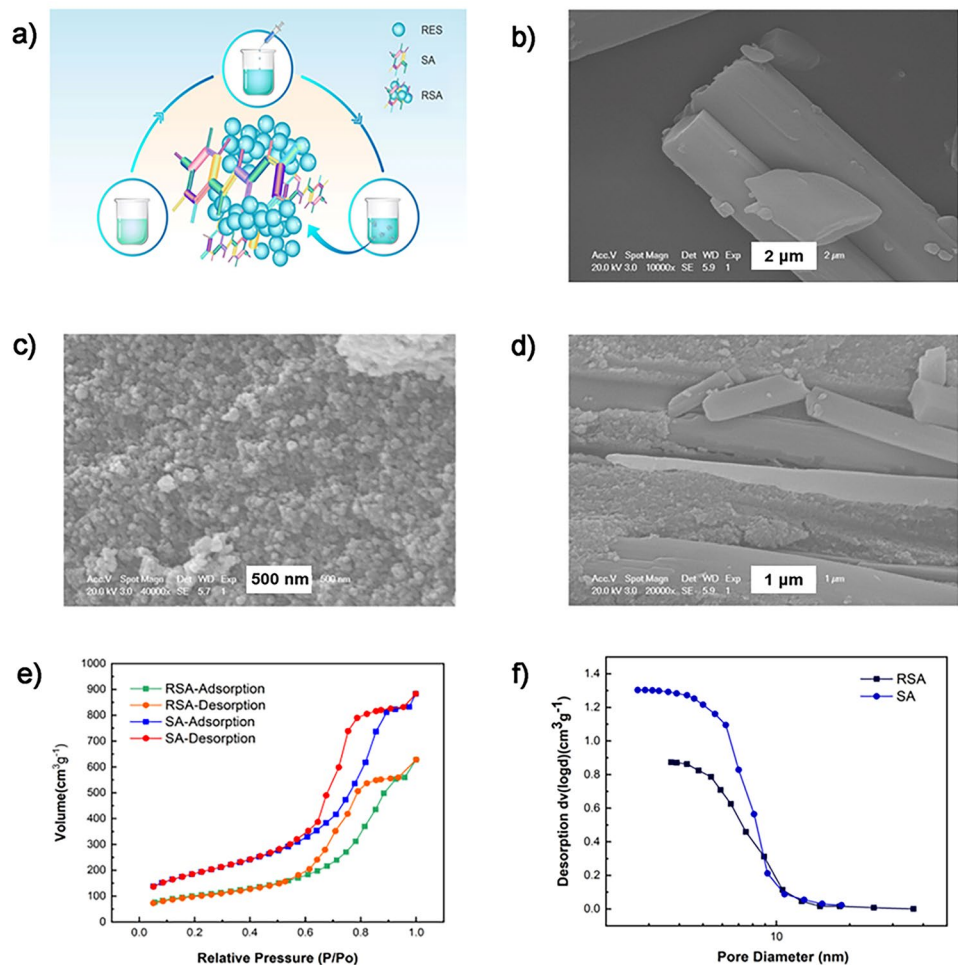 a)
RES
SA
RSA
b)
Acc.V Spot Magn Det WD Exp
20.0 kV 3.0 10000x SE 5.9 1
2 µm
2 µm
c)
Acc.V Spot Magn Det WD Exp
20.0 kV 3.0 40000x SE 5.7 1
500 nm
500 nm
d)
Acc.V Spot Magn Det WD Exp
20.0 kV 3.0 20000x SE 5.9 1
1 µm
1 µm
e)
1000
900
800
700
600
500
400
300
200
100
0
Volume(cm³g⁻¹)
RSA-Adsorption
RSA-Desorption
SA-Adsorption
SA-Desorption
0.0 0.2 0.4 0.6 0.8 1.0
Relative Pressure (P/Po)
f)
1.4
1.2
1.0
0.8
0.6
0.4
0.2
0.0
Desorption dv(logd)(cm³g⁻¹)
RSA
SA
10
Pore Diameter (nm)